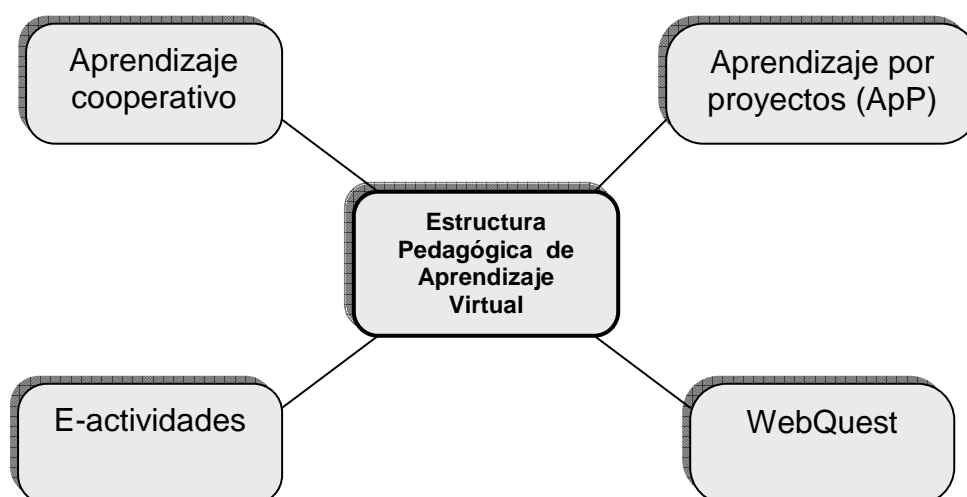 Aprendizaje
cooperativo
Aprendizaje por
proyectos (ApP)
Estructura
Pedagógica de
Aprendizaje
Virtual
E-actividades
WebQuest